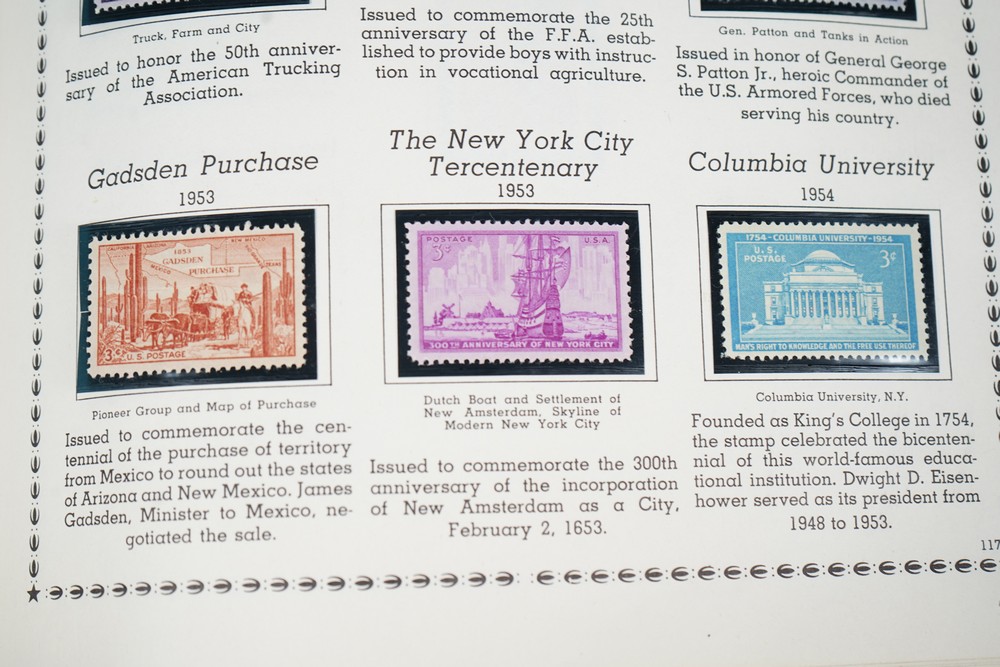 Truck, Farm and City
Issued to honor the 50th anniver-
sary of the American Trucking
Association.
Issued to commemorate the 25th
anniversary of the F.F.A. estab-
lished to provide boys with instruc-
tion in vocational agriculture.
Gen. Patton and Tanks in Action
Issued in honor of General George
S. Patton Jr., heroic Commander of
the U.S. Armored Forces, who died
serving his country.
Gadsden Purchase
1953
CALIFORNIA
ARIZONA
NEW MEXICO
TEXAS
MEXICO
1853
GADSDEN
PURCHASE
3¢ U.S. POSTAGE
Pioneer Group and Map of Purchase
Issued to commemorate the cen-
tennial of the purchase of territory
from Mexico to round out the states
of Arizona and New Mexico. James
Gadsden, Minister to Mexico, ne-
gotiated the sale.
The New York City
Tercentenary
1953
POSTAGE
3¢
U.S.A.
300TH ANNIVERSARY OF NEW YORK CITY
Dutch Boat and Settlement of
New Amsterdam, Skyline of
Modern New York City
Issued to commemorate the 300th
anniversary of the incorporation
of New Amsterdam as a City,
February 2, 1653.
Columbia University
1954
1754-COLUMBIA UNIVERSITY-1954
U.S.
POSTAGE
3¢
MAN'S RIGHT TO KNOWLEDGE AND THE FREE USE THEREOF
Columbia University, N.Y.
Founded as King's College in 1754,
the stamp celebrated the bicenten-
nial of this world-famous educa-
tional institution. Dwight D. Eisen-
hower served as its president from
1948 to 1953.
117